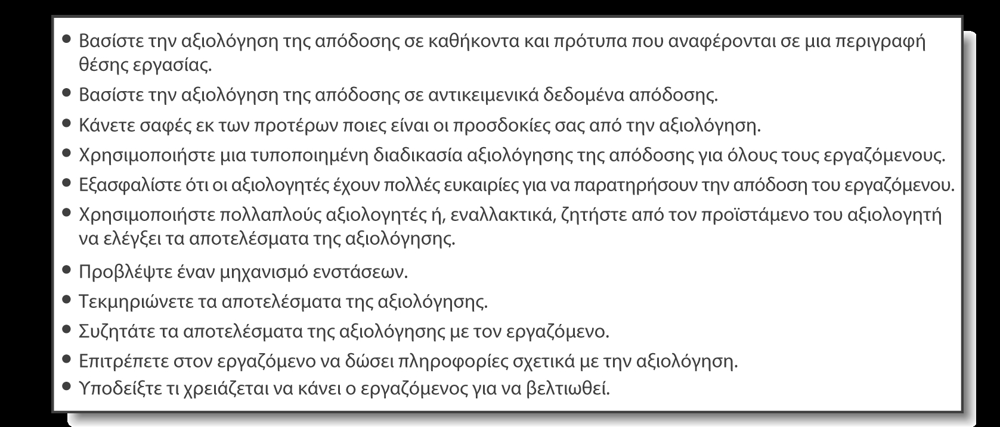 • Βασίστε την αξιολόγηση της απόδοσης σε καθήκοντα και πρότυπα που αναφέρονται σε μια περιγραφή
θέσης εργασίας.
• Βασίστε την αξιολόγηση της απόδοσης σε αντικειμενικά δεδομένα απόδοσης.
• Κάνετε σαφές εκ των προτέρων ποιες είναι οι προσδοκίες σας από την αξιολόγηση.
• Χρησιμοποιήστε μια τυποποιημένη διαδικασία αξιολόγησης της απόδοσης για όλους τους εργαζόμενους.
• Εξασφαλίστε ότι οι αξιολογητές έχουν πολλές ευκαιρίες για να παρατηρήσουν την απόδοση του εργαζόμενου.
• Χρησιμοποιήστε πολλαπλούς αξιολογητές ή, εναλλακτικά, ζητήστε από τον προϊστάμενο του αξιολογητή
να ελέγξει τα αποτελέσματα της αξιολόγησης.
• Προβλέψτε έναν μηχανισμό ενστάσεων.
• Τεκμηριώνετε τα αποτελέσματα της αξιολόγησης.
• Συζητάτε τα αποτελέσματα της αξιολόγησης με τον εργαζόμενο.
• Επιτρέπετε στον εργαζόμενο να δώσει πληροφορίες σχετικά με την αξιολόγηση.
• Υποδείξτε τι χρειάζεται να κάνει ο εργαζόμενος για να βελτιωθεί.